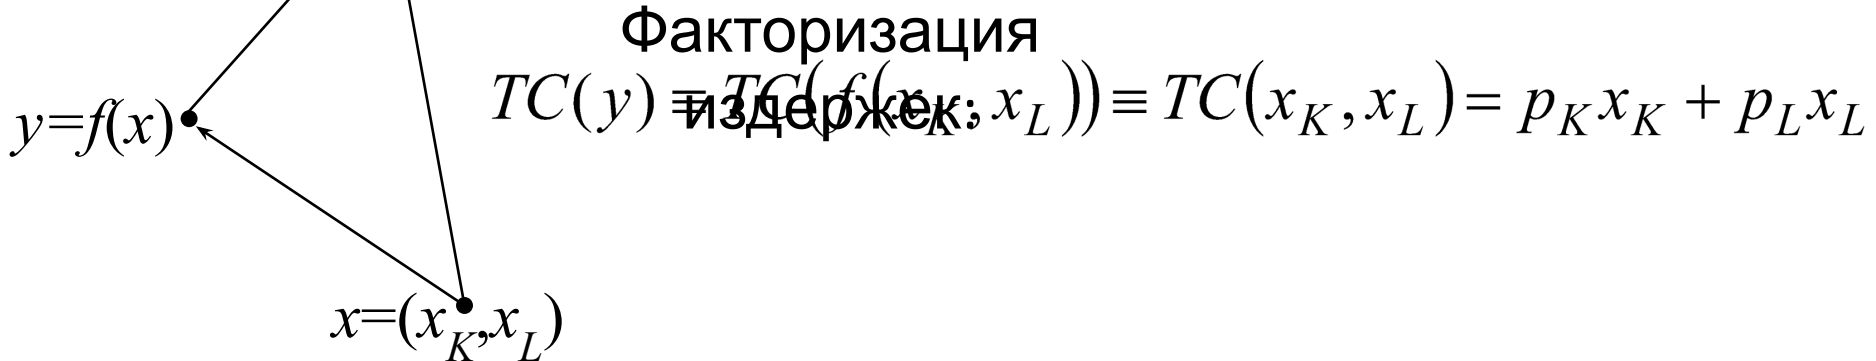 Факторизация
издержек:
TC(y) ≡ TC(f(x_K, x_L)) ≡ TC(x_K, x_L) = p_K x_K + p_L x_L
y=f(x)
x=(x_K,x_L)